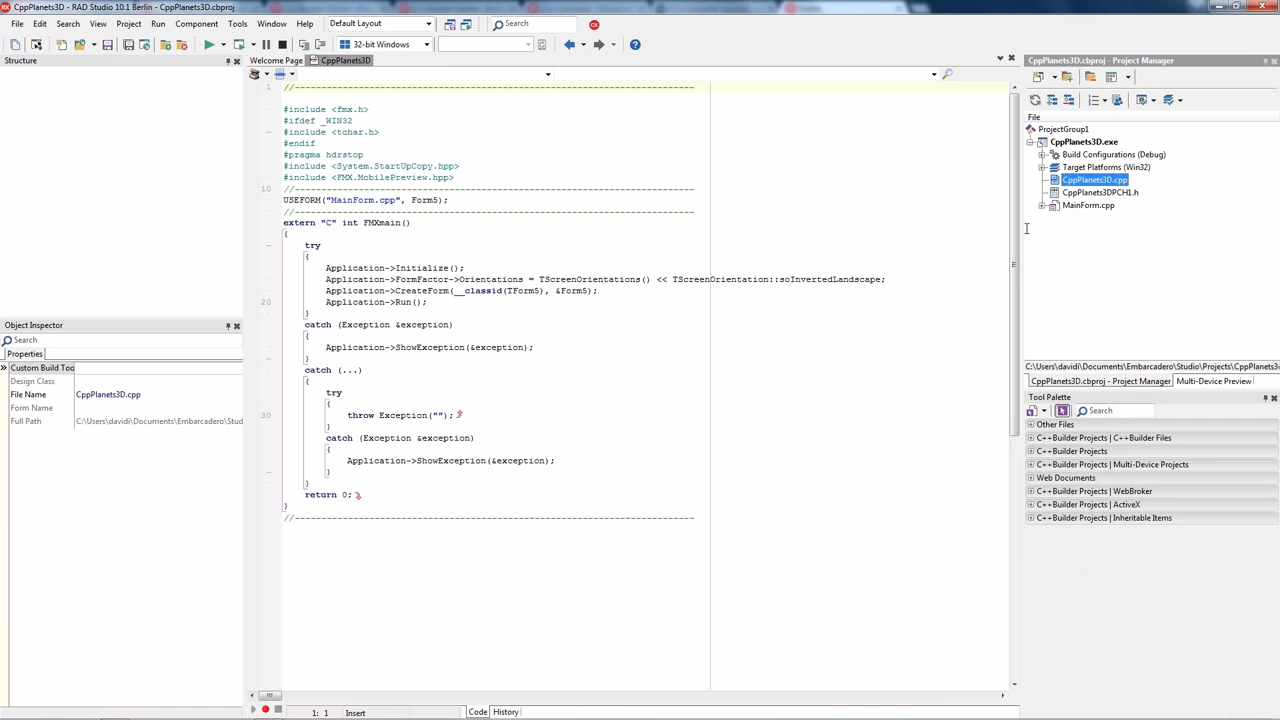 CppPlanets3D - RAD Studio 10.1 Berlin - CppPlanets3D.cbproj
File Edit Search View Project Run Component Tools Window Help Default Layout Search
32-bit Windows
Structure
Welcome Page CppPlanets3D
1 //---------------------------------------------------------------------------
#include <fmx.h>
#ifdef _WIN32
#include <tchar.h>
#endif
#pragma hdrstop
#include <System.StartUpCopy.hpp>
#include <FMX.MobilePreview.hpp>
10 //---------------------------------------------------------------------------
USEFORM("MainForm.cpp", Form5);
//---------------------------------------------------------------------------
extern "C" int FMXmain()
{
try
{
Application->Initialize();
Application->FormFactor->Orientations = TScreenOrientations() << TScreenOrientation::soInvertedLandscape;
Application->CreateForm(__classid(TForm5), &Form5);
20 Application->Run();
}
catch (Exception &exception)
{
Application->ShowException(&exception);
}
catch (...)
{
try
{
30 throw Exception("");
}
catch (Exception &exception)
{
Application->ShowException(&exception);
}
}
return 0;
}
//---------------------------------------------------------------------------
1: 1 Insert Code History
Object Inspector
Search
Properties
Custom Build Too
Design Class
File Name CppPlanets3D.cpp
Form Name
Full Path C:\Users\davidi\Documents\Embarcadero\Stud
CppPlanets3D.cbproj - Project Manager
File
ProjectGroup1
CppPlanets3D.exe
Build Configurations (Debug)
Target Platforms (Win32)
CppPlanets3D.cpp
CppPlanets3DPCH1.h
MainForm.cpp
C:\Users\davidi\Documents\Embarcadero\Studio\Projects\CppPlanets3
CppPlanets3D.cbproj - Project Manager Multi-Device Preview
Tool Palette
Search
Other Files
C++Builder Projects | C++Builder Files
C++Builder Projects
C++Builder Projects | Multi-Device Projects
Web Documents
C++Builder Projects | WebBroker
C++Builder Projects | ActiveX
C++Builder Projects | Inheritable Items